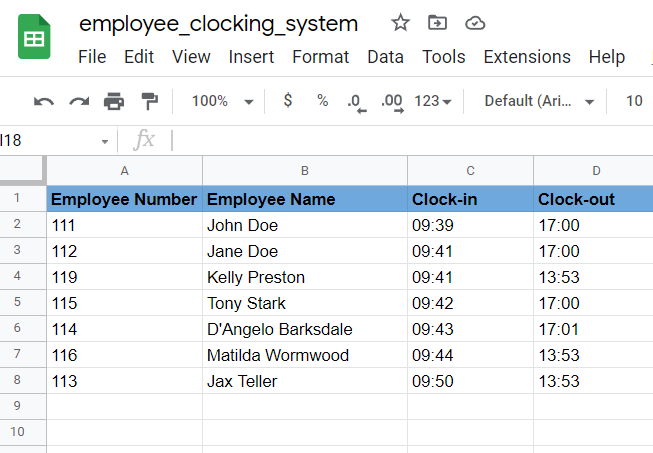 employee_clocking_system
File Edit View Insert Format Data Tools Extensions Help
100% $ % .0 .00 123 Default (Ari... 10
I18 fx
A B C D
1 Employee Number Employee Name Clock-in Clock-out
2 111 John Doe 09:39 17:00
3 112 Jane Doe 09:41 17:00
4 119 Kelly Preston 09:41 13:53
5 115 Tony Stark 09:42 17:00
6 114 D'Angelo Barksdale 09:43 17:01
7 116 Matilda Wormwood 09:44 13:53
8 113 Jax Teller 09:50 13:53
9
10